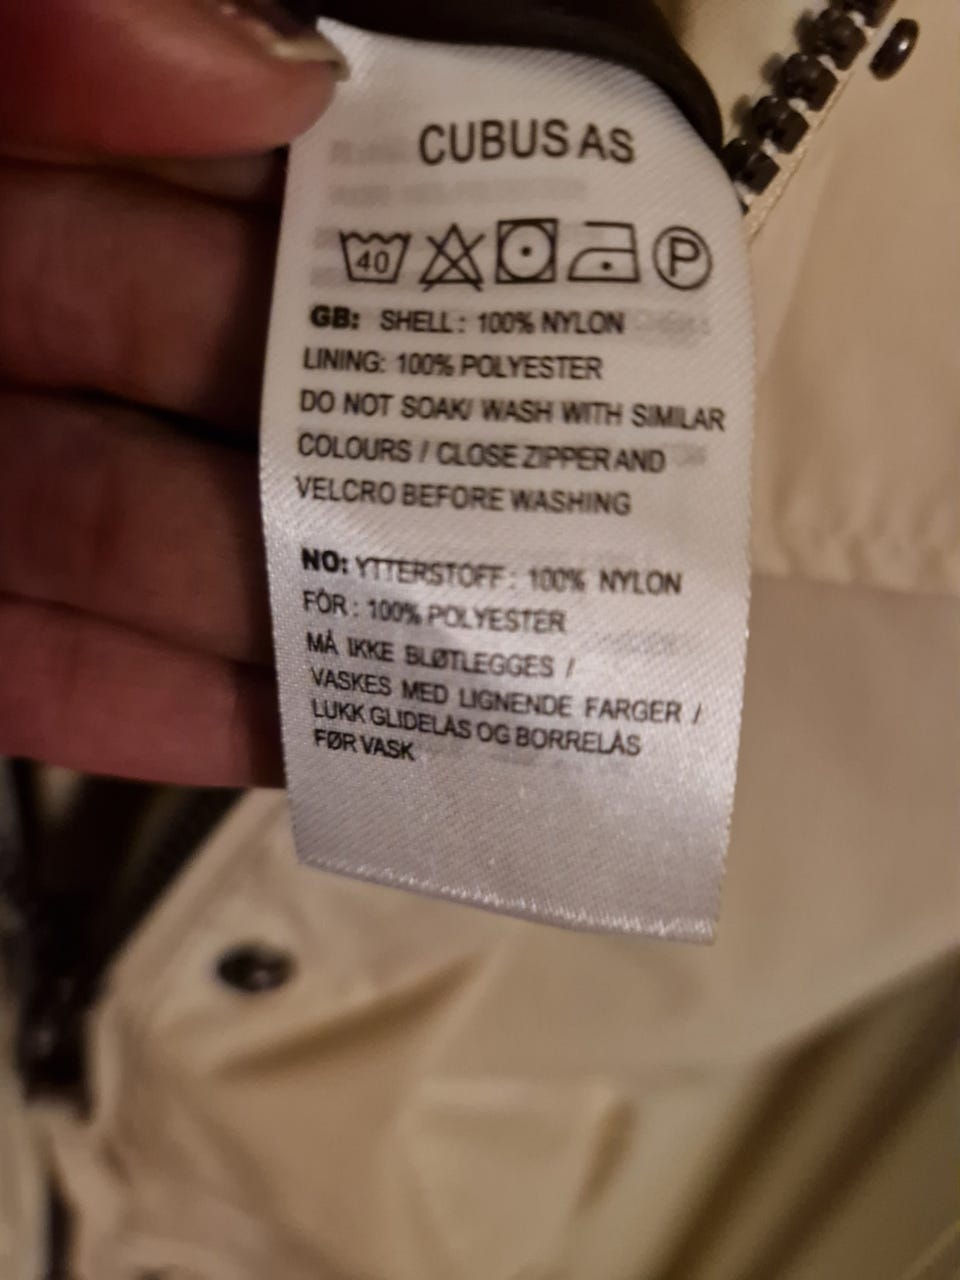 CUBUS AS
40 P
GB: SHELL: 100% NYLON
LINING: 100% POLYESTER
DO NOT SOAK/ WASH WITH SIMILAR
COLOURS / CLOSE ZIPPER AND
VELCRO BEFORE WASHING
NO: YTTERSTOFF: 100% NYLON
FÔR: 100% POLYESTER
MÅ IKKE BLØTLEGGES /
VASKES MED LIGNENDE FARGER /
LUKK GLIDELÅS OG BORRELÅS
FØR VASK